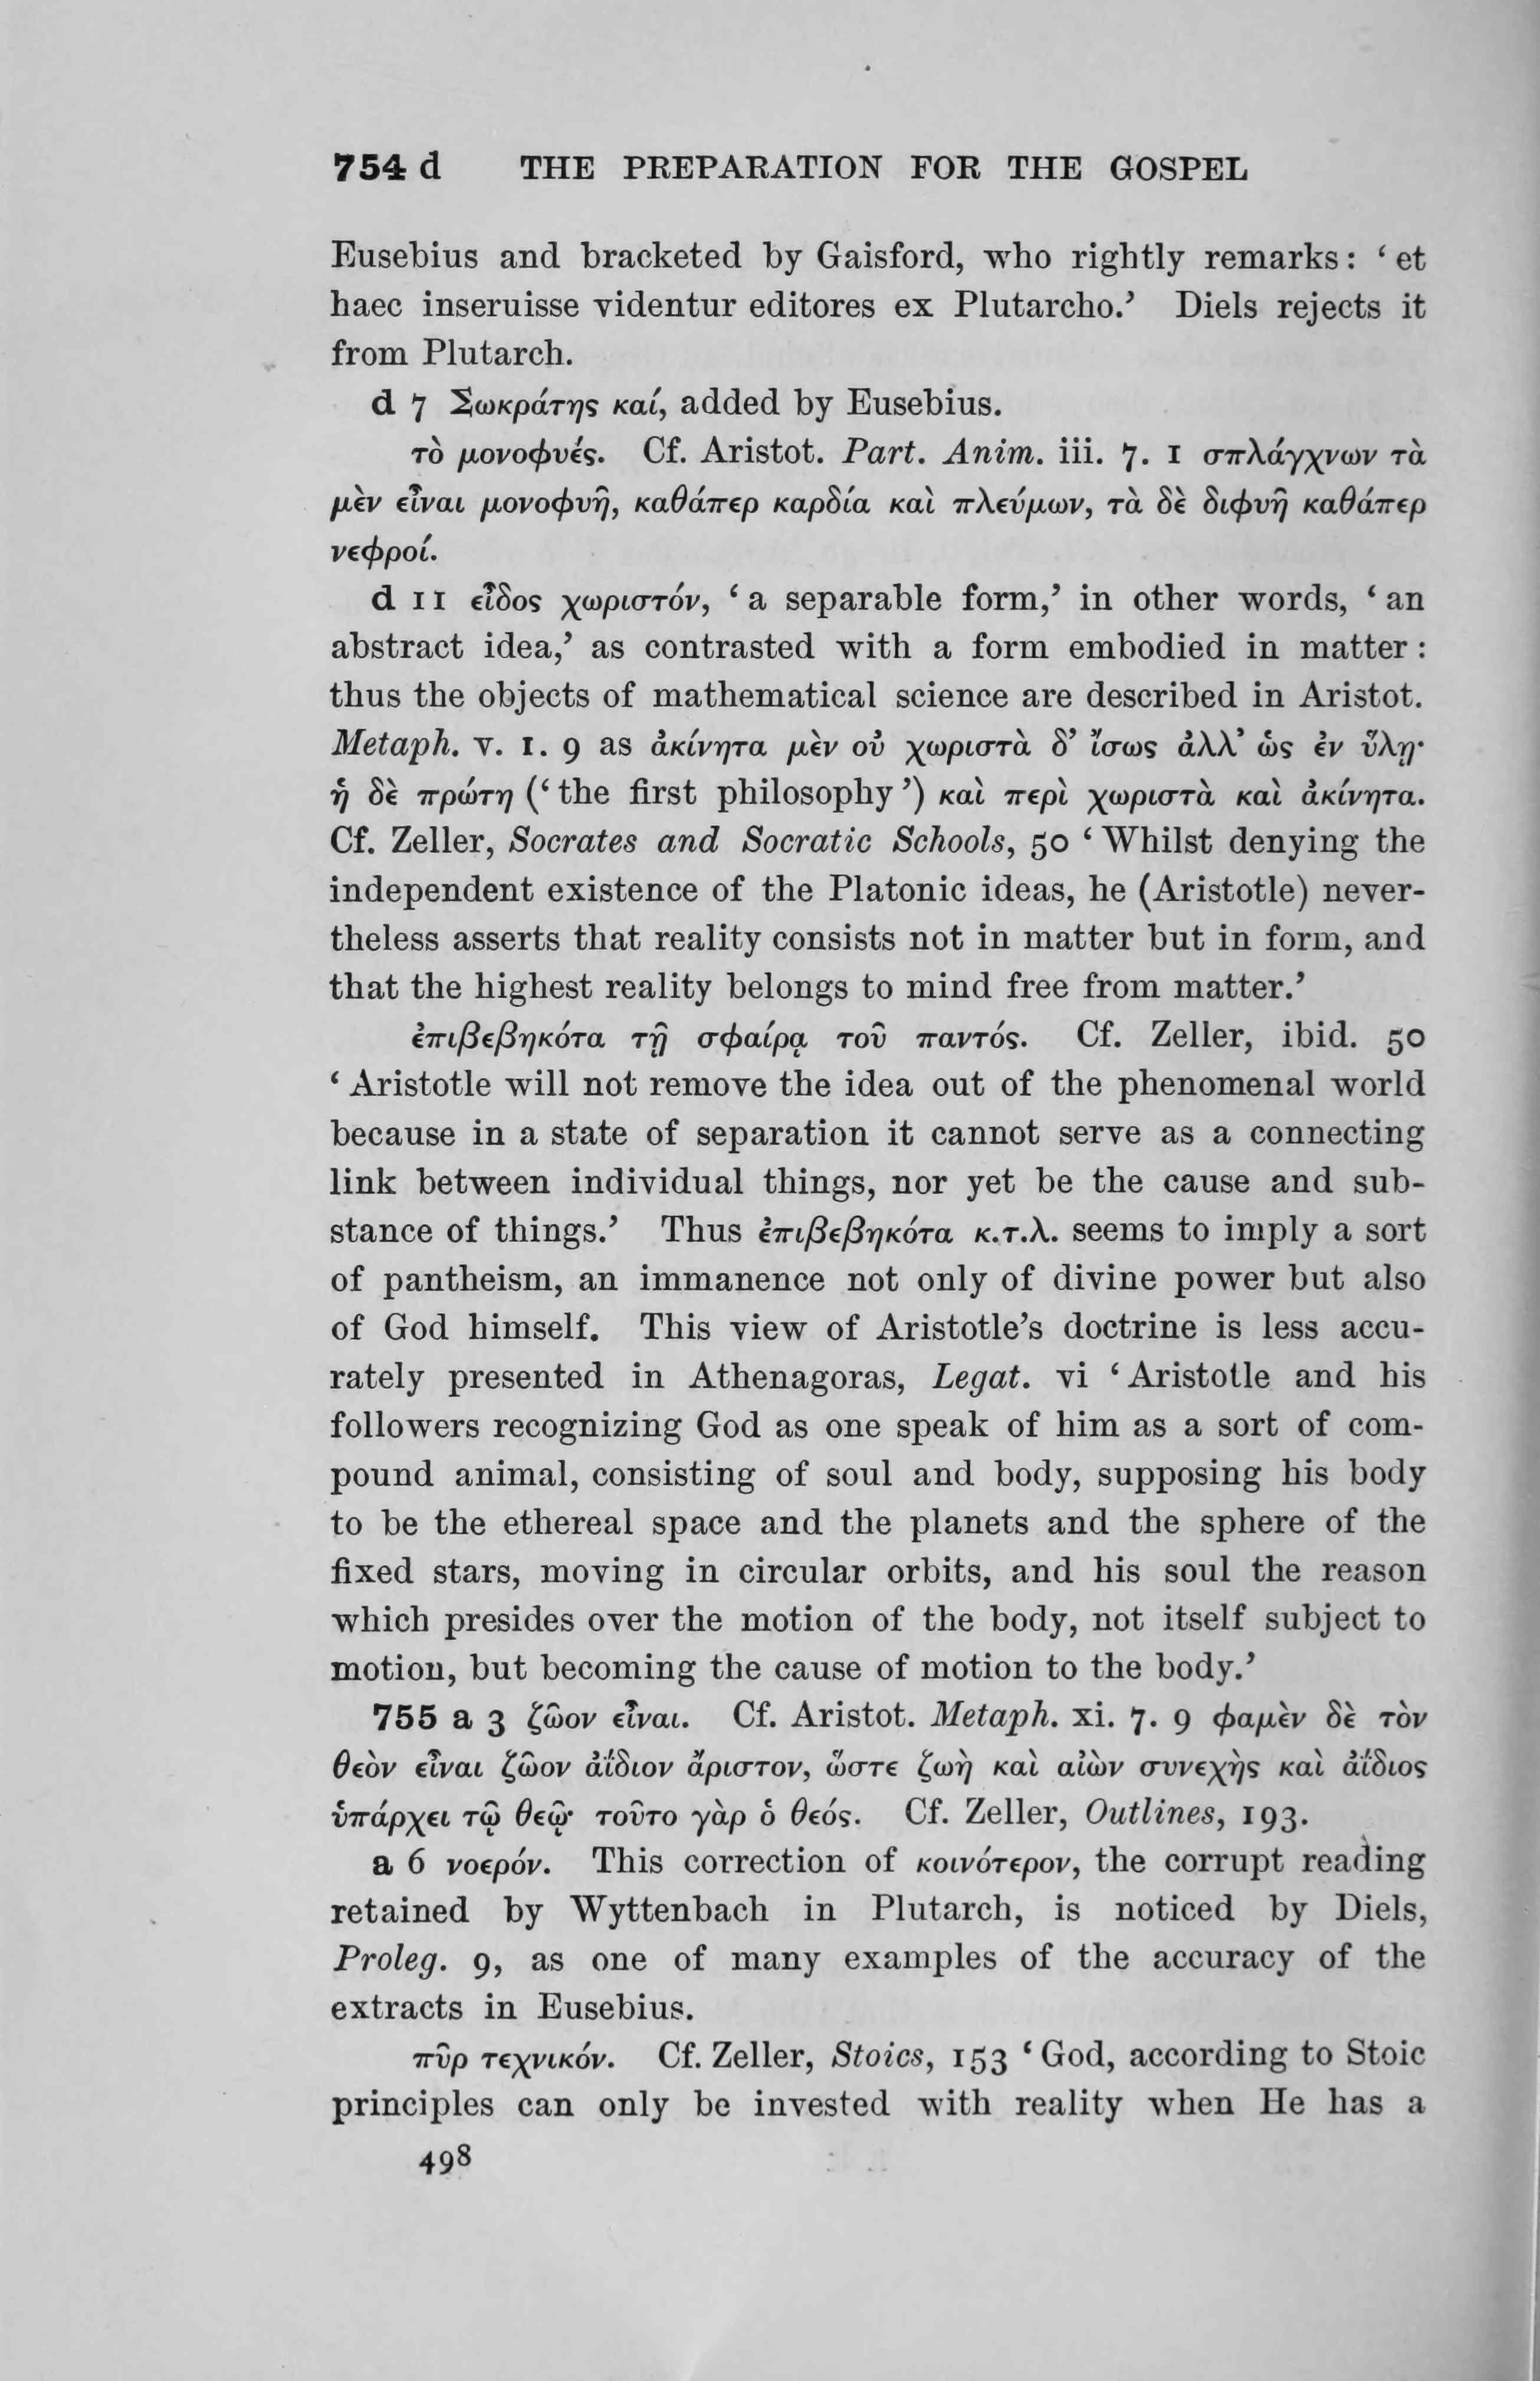 754 d THE PREPARATION FOR THE GOSPEL
Eusebius and bracketed by Gaisford, who rightly remarks: ‘et
haec inseruisse videntur editores ex Plutarcho.’ Diels rejects it
from Plutarch.
d 7 Σωκράτης καί, added by Eusebius.
τὸ μονοφυές. Cf. Aristot. Part. Anim. iii. 7. 1 σπλάγχνων τὰ
μὲν εἶναι μονοφυῆ, καθάπερ καρδία καὶ πλεύμων, τὰ δὲ διφυῆ καθάπερ
νεφροί.
d 11 εἶδος χωριστόν, ‘a separable form,’ in other words, ‘an
abstract idea,’ as contrasted with a form embodied in matter:
thus the objects of mathematical science are described in Aristot.
Metaph. v. 1. 9 as ἀκίνητα μὲν οὐ χωριστὰ δ’ ἴσως ἀλλ’ ὡς ἐν ὕλῃ·
ἡ δὲ πρώτη (‘the first philosophy’) καὶ περὶ χωριστὰ καὶ ἀκίνητα.
Cf. Zeller, Socrates and Socratic Schools, 50 ‘Whilst denying the
independent existence of the Platonic ideas, he (Aristotle) never-
theless asserts that reality consists not in matter but in form, and
that the highest reality belongs to mind free from matter.’
ἐπιβεβηκότα τῇ σφαίρᾳ τοῦ παντός. Cf. Zeller, ibid. 50
‘Aristotle will not remove the idea out of the phenomenal world
because in a state of separation it cannot serve as a connecting
link between individual things, nor yet be the cause and sub-
stance of things.’ Thus ἐπιβεβηκότα κ.τ.λ. seems to imply a sort
of pantheism, an immanence not only of divine power but also
of God himself. This view of Aristotle’s doctrine is less accu-
rately presented in Athenagoras, Legat. vi ‘Aristotle and his
followers recognizing God as one speak of him as a sort of com-
pound animal, consisting of soul and body, supposing his body
to be the ethereal space and the planets and the sphere of the
fixed stars, moving in circular orbits, and his soul the reason
which presides over the motion of the body, not itself subject to
motion, but becoming the cause of motion to the body.’
755 a 3 ζῶον εἶναι. Cf. Aristot. Metaph. xi. 7. 9 φαμὲν δὲ τὸν
θεὸν εἶναι ζῶον ἀΐδιον ἄριστον, ὥστε ζωὴ καὶ αἰὼν συνεχὴς καὶ ἀΐδιος
ὑπάρχει τῷ θεῷ· τοῦτο γὰρ ὁ θεός. Cf. Zeller, Outlines, 193.
a 6 νοερόν. This correction of κοινότερον, the corrupt reading
retained by Wyttenbach in Plutarch, is noticed by Diels,
Proleg. 9, as one of many examples of the accuracy of the
extracts in Eusebius.
πῦρ τεχνικόν. Cf. Zeller, Stoics, 153 ‘God, according to Stoic
principles can only be invested with reality when He has a
498